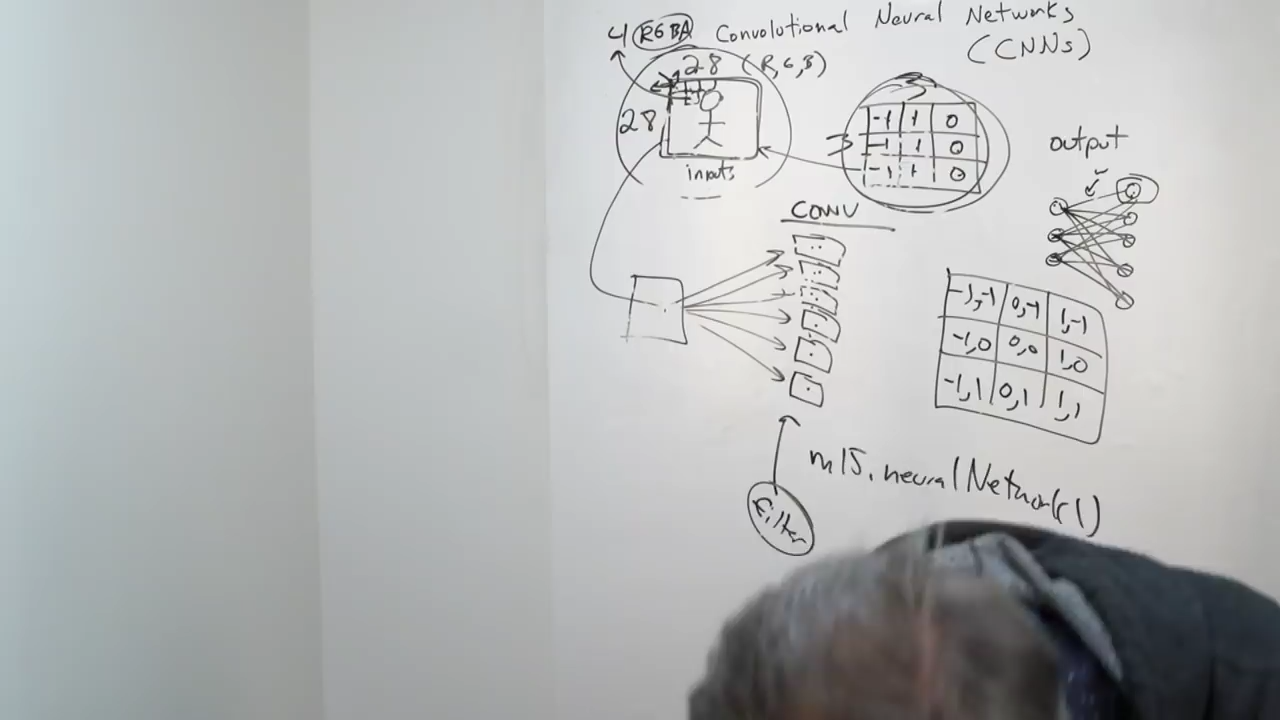 4 RGBA Convolutional Neural Networks
(CNNs)
28 (R,G,B)
28
inputs
3
3
-1 1 0
-1 1 0
-1 1 0
output
CONV
-1,-1 0,-1 1,-1
-1,0 0,0 1,0
-1,1 0,1 1,1
ml5.neuralNetwork()
Filter